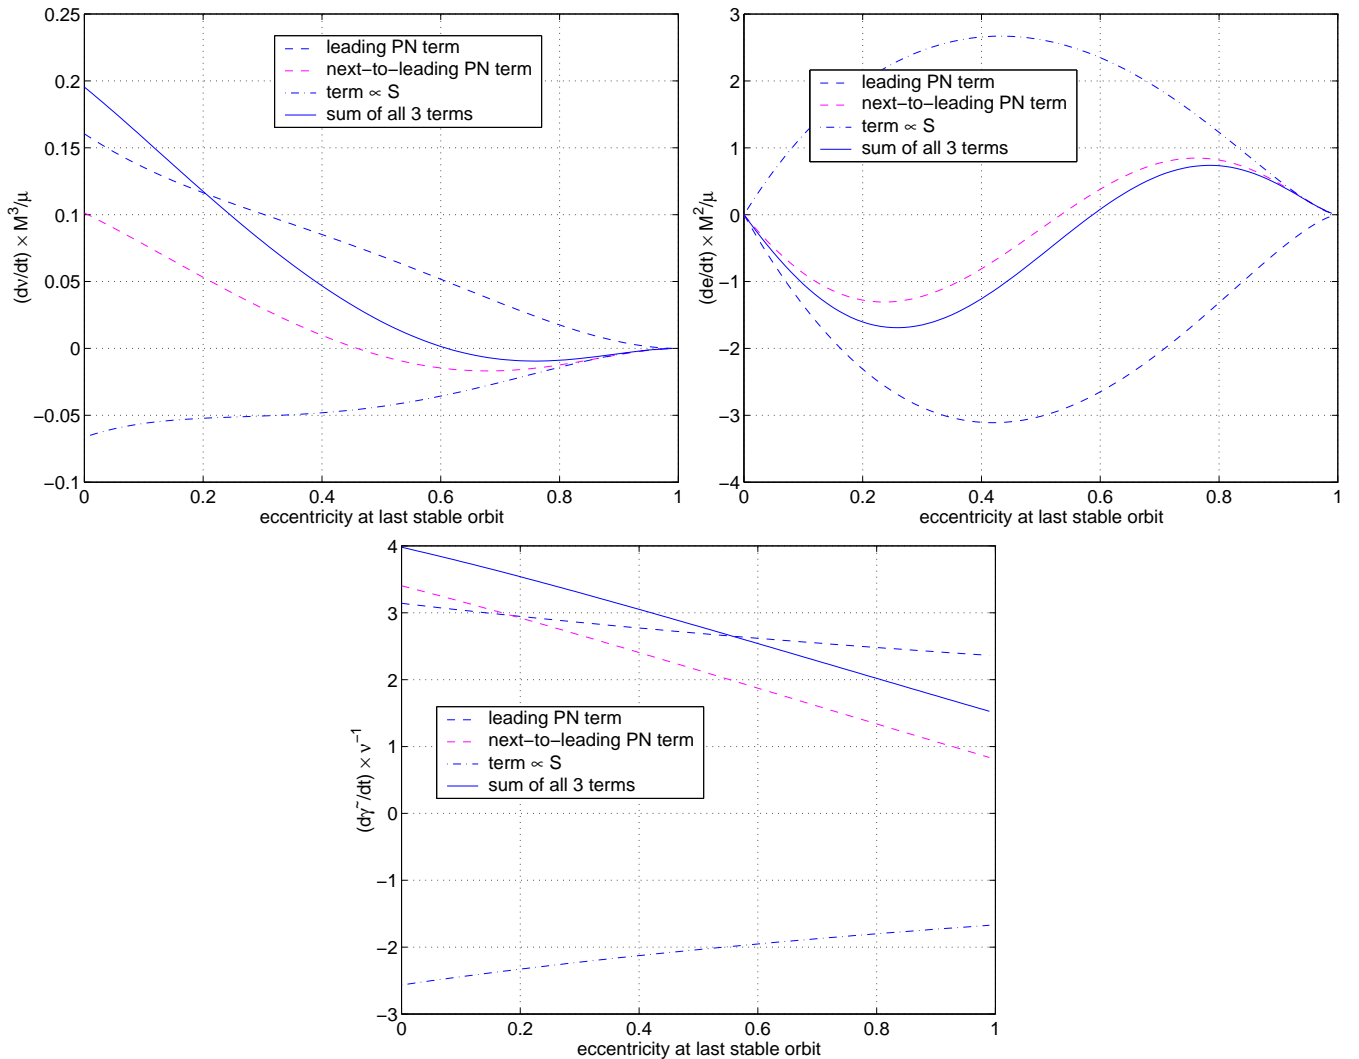 0.25
0.2
0.15
0.1
0.05
0
−0.05
−0.1
(dν/dt) × M³/μ
leading PN term
next−to−leading PN term
term ∝ S
sum of all 3 terms
0 0.2 0.4 0.6 0.8 1
eccentricity at last stable orbit
3
2
1
0
−1
−2
−3
−4
(de/dt) × M²/μ
leading PN term
next−to−leading PN term
term ∝ S
sum of all 3 terms
0 0.2 0.4 0.6 0.8 1
eccentricity at last stable orbit
4
3
2
1
0
−1
−2
−3
(dγ~/dt) × ν⁻¹
leading PN term
next−to−leading PN term
term ∝ S
sum of all 3 terms
0 0.2 0.4 0.6 0.8 1
eccentricity at last stable orbit